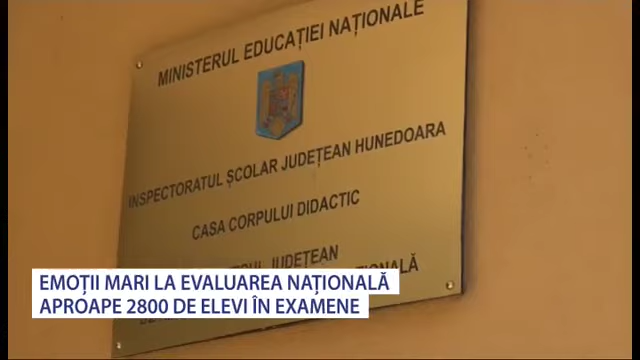 MINISTERUL EDUCAȚIEI NAȚIONALE
INSPECTORATUL ȘCOLAR JUDEȚEAN HUNEDOARA
CASA CORPULUI DIDACTIC
JUDEȚEAN
EMOȚII MARI LA EVALUAREA NAȚIONALĂ
APROAPE 2800 DE ELEVI ÎN EXAMENE